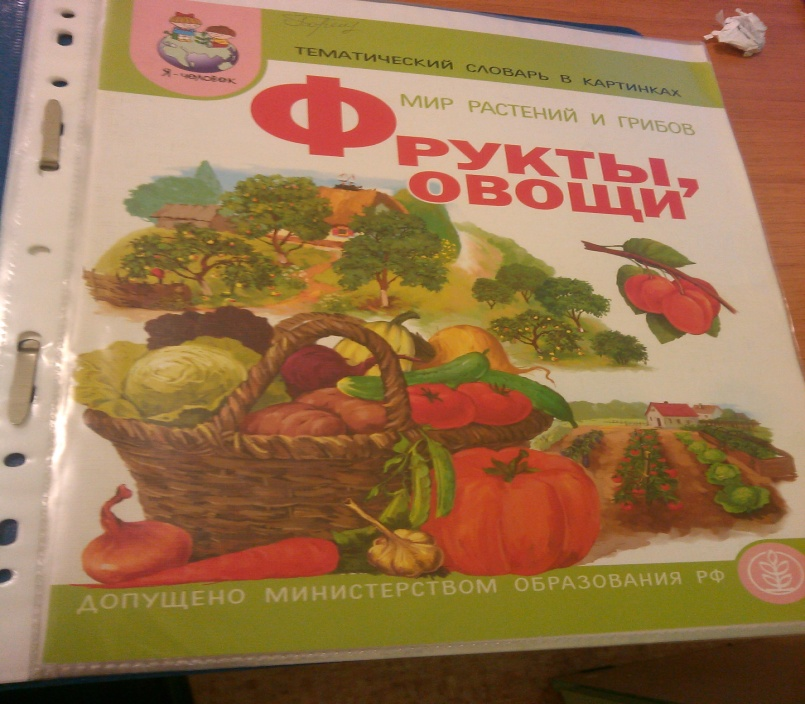 Я-человек
ТЕМАТИЧЕСКИЙ СЛОВАРЬ В КАРТИНКАХ
МИР РАСТЕНИЙ И ГРИБОВ
ФРУКТЫ,
ОВОЩИ
ДОПУЩЕНО МИНИСТЕРСТВОМ ОБРАЗОВАНИЯ РФ